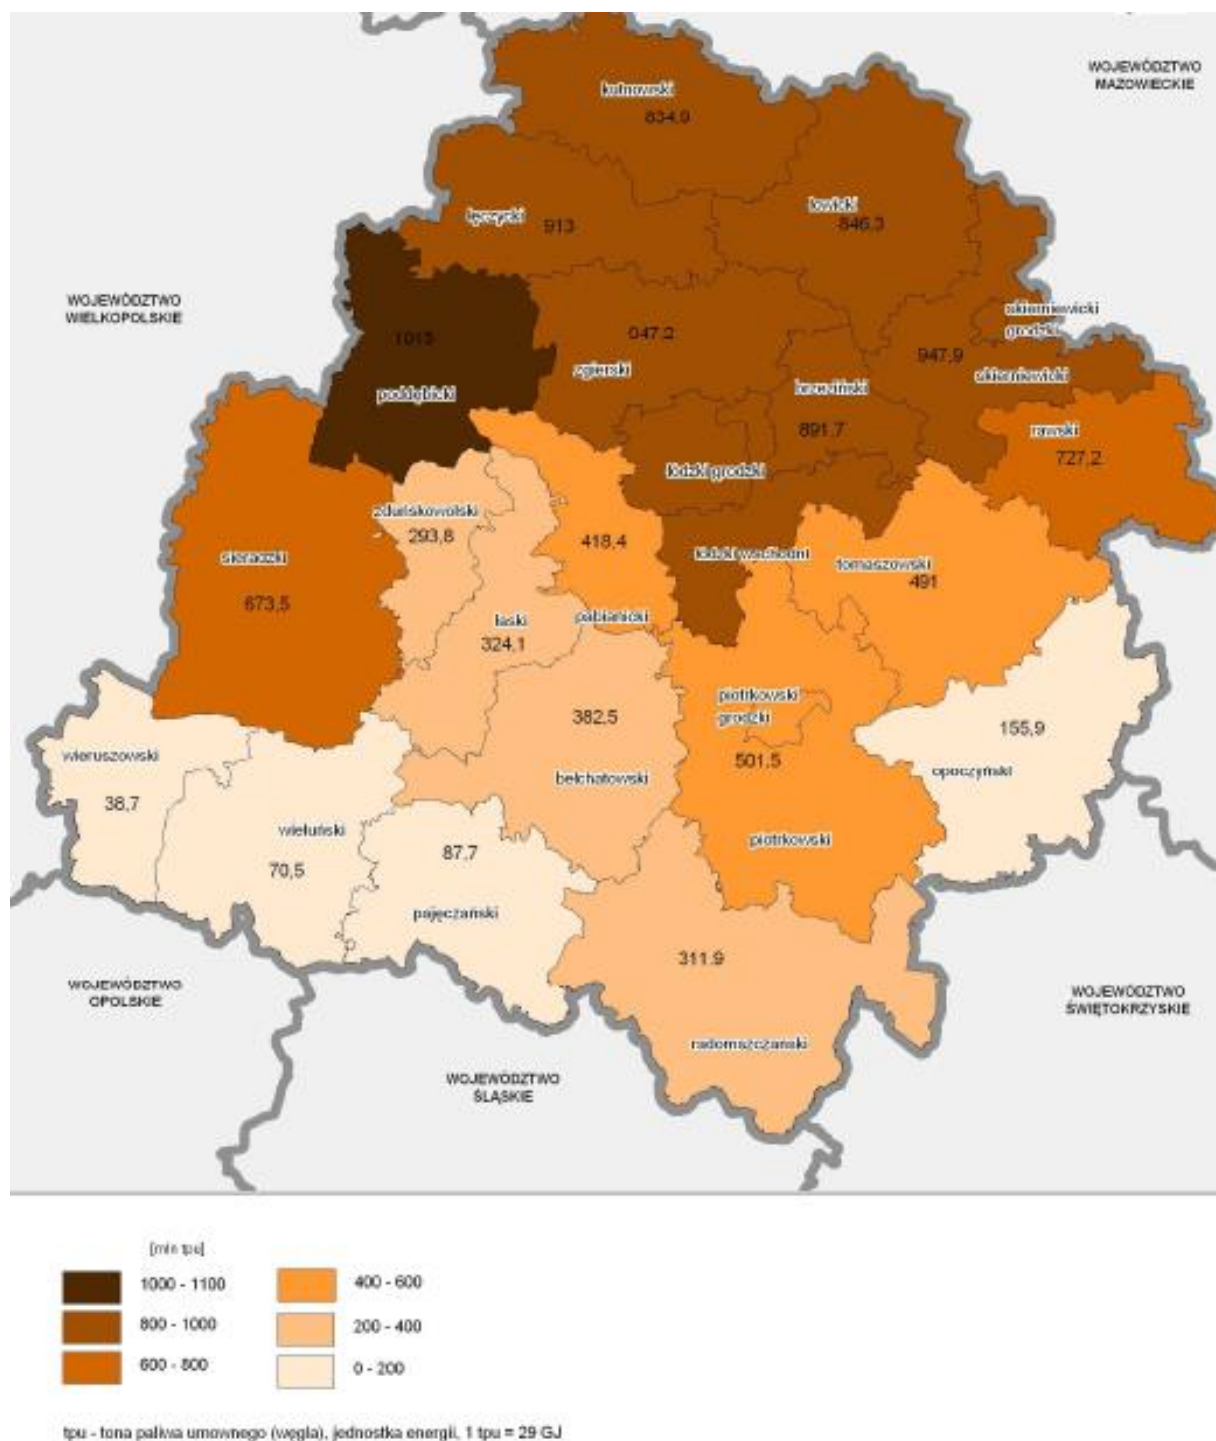 WOJEWÓDZTWO
MAZOWIECKIE
kutnowski
834,9
łowicki
846,3
łęczycki
913
WOJEWÓDZTWO
WIELKOPOLSKIE
skierniewicki
grodzki
1015
947,9
zgierski
skierniewicki
poddębicki
brzeziński
891,7
rawski
727,2
łódzki grodzki
zduńskowolski
293,8
418,4
łódzki wschodni
sieradzki
673,5
tomaszowski
491
łaski
324,1
pabianicki
382,5
piotrkowski
grodzki
501,5
155,9
opoczyński
wieruszowski
38,7
bełchatowski
wieluński
70,5
87,7
piotrkowski
pajęczański
311,9
WOJEWÓDZTWO
OPOLSKIE
WOJEWÓDZTWO
ŚWIĘTOKRZYSKIE
radomszczański
WOJEWÓDZTWO
ŚLĄSKIE
[mln tpu]
1000 - 1100
800 - 1000
600 - 800
400 - 600
200 - 400
0 - 200
tpu - tona paliwa umownego (węgla), jednostka energii, 1 tpu = 29 GJ